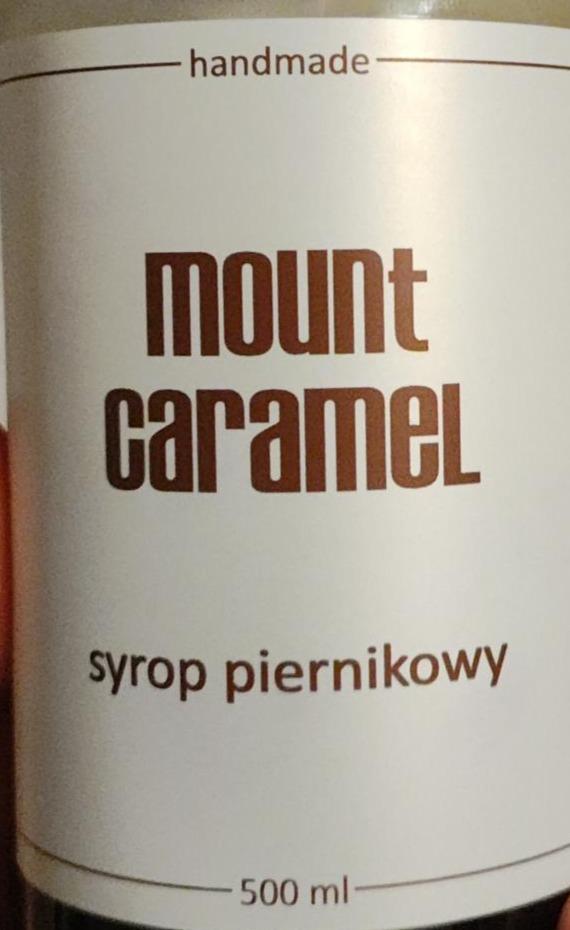 handmade
mount
caramel
syrop piernikowy
500 ml